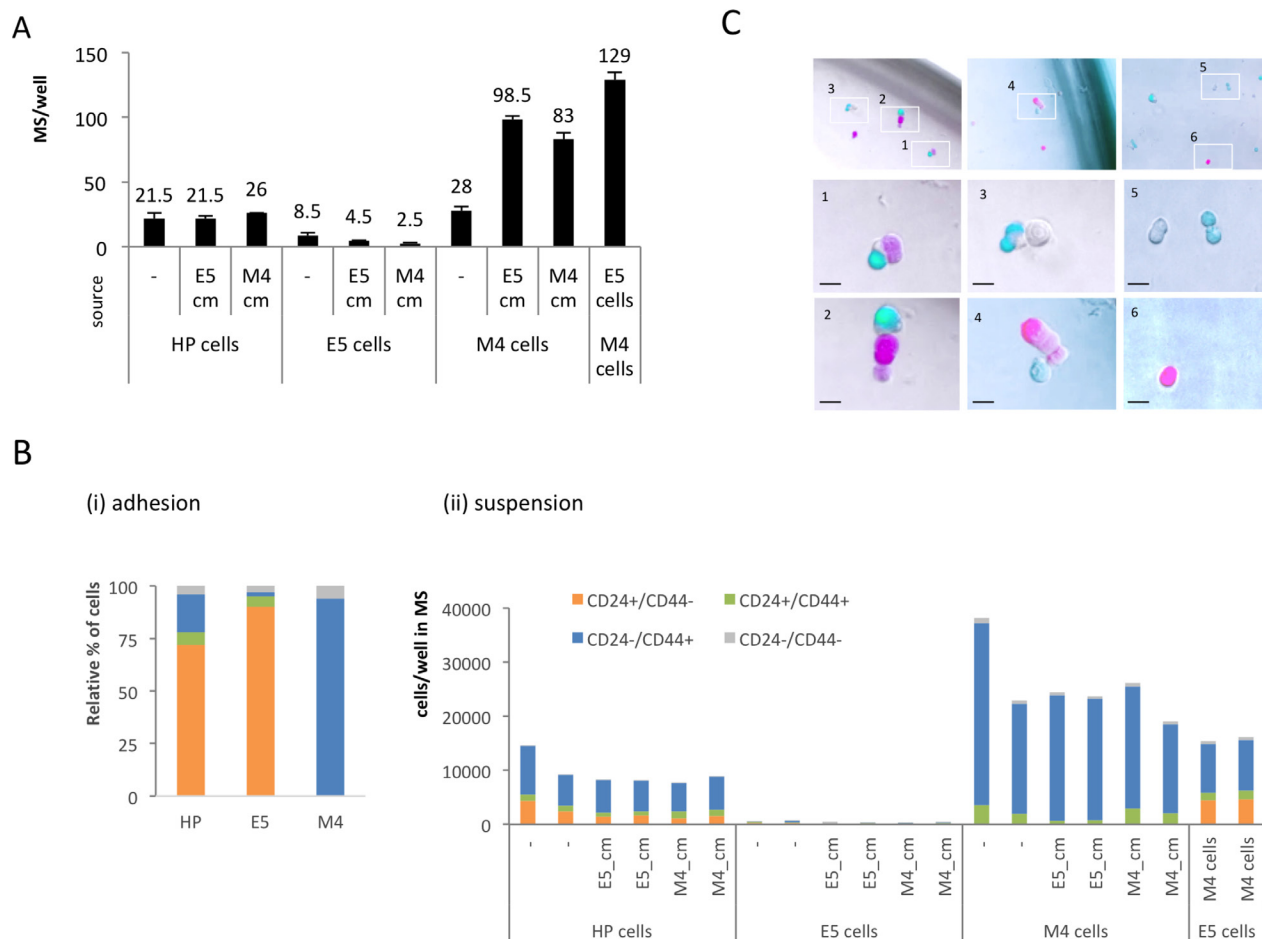 A
MS/well
150
100
50
0
21.5
21.5
26
8.5
4.5
2.5
28
98.5
83
129
source
-
E5 cm
M4 cm
-
E5 cm
M4 cm
-
E5 cm
M4 cm
E5 cells
HP cells
E5 cells
M4 cells
M4 cells
C
3
2
1
4
5
6
1
3
5
2
4
6
B
(i) adhesion
Relative % of cells
100
75
50
25
0
HP
E5
M4
(ii) suspension
cells/well in MS
40000
30000
20000
10000
0
CD24+/CD44-
CD24+/CD44+
CD24-/CD44+
CD24-/CD44-
-
-
E5_cm
E5_cm
M4_cm
M4_cm
-
-
E5_cm
E5_cm
M4_cm
M4_cm
-
-
E5_cm
E5_cm
M4_cm
M4_cm
M4 cells
M4 cells
HP cells
E5 cells
M4 cells
E5 cells